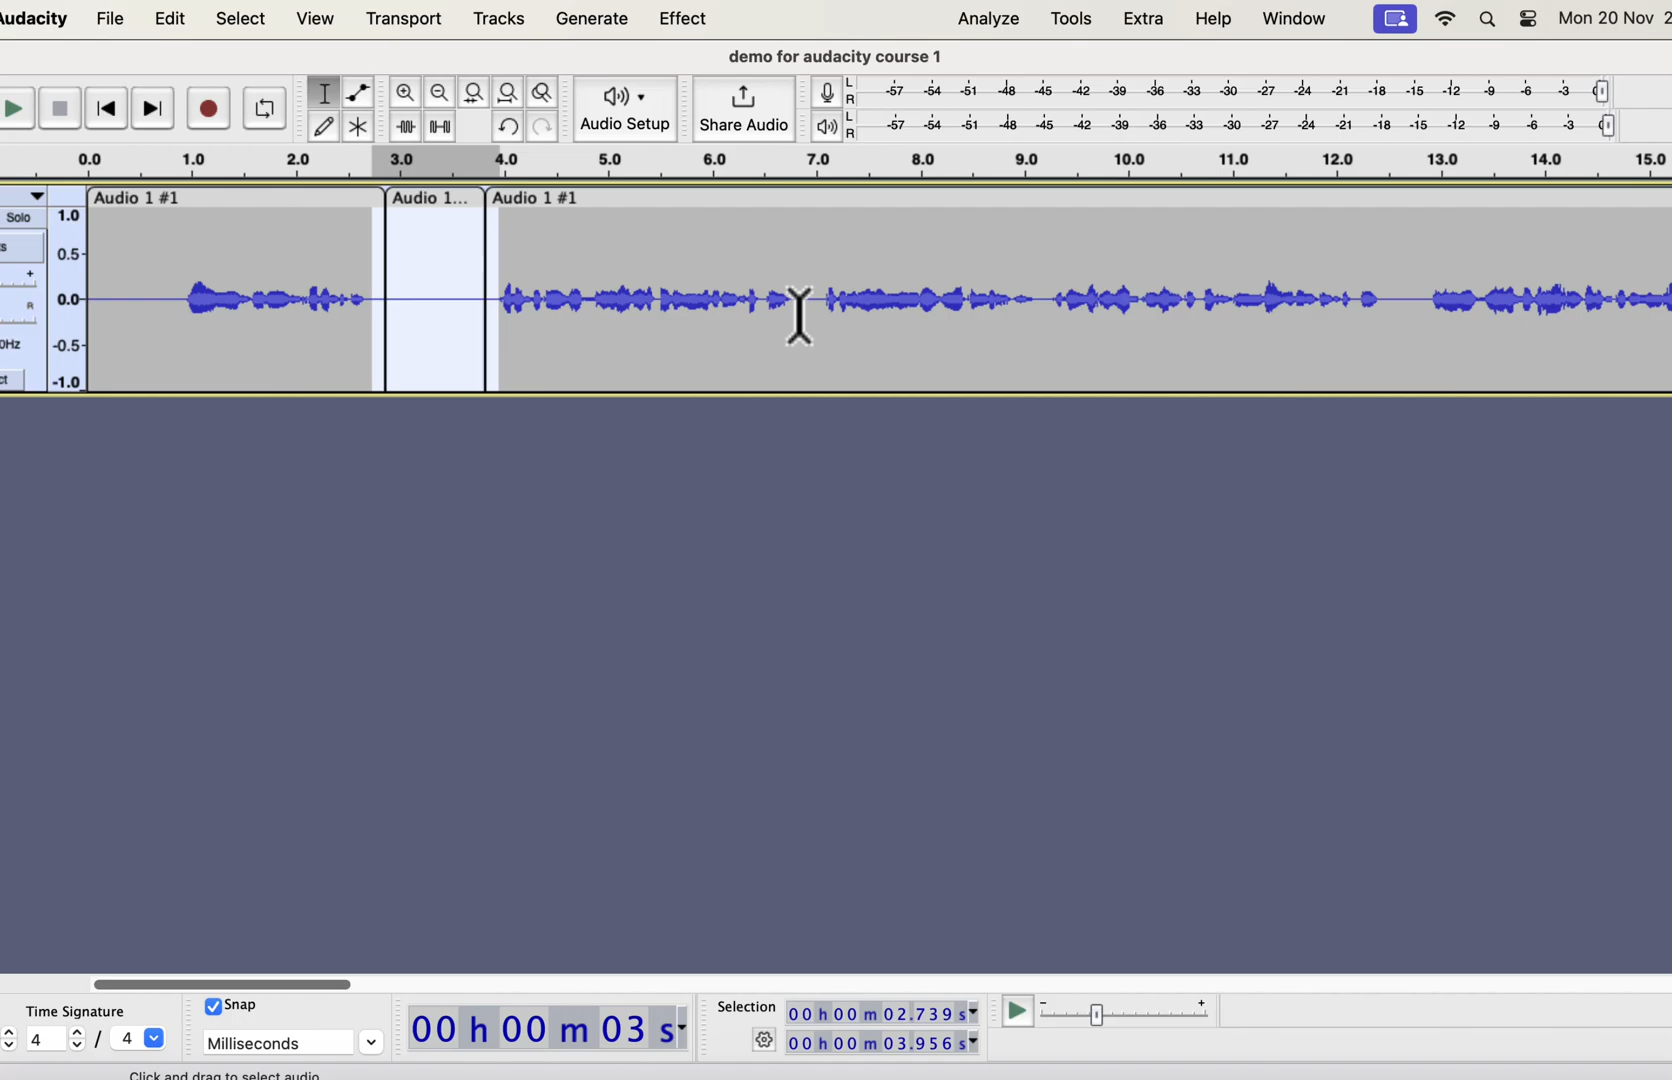 Audacity File Edit Select View Transport Tracks Generate Effect Analyze Tools Extra Help Window Mon 20 Nov 2
demo for audacity course 1
L
R
-57 -54 -51 -48 -45 -42 -39 -36 -33 -30 -27 -24 -21 -18 -15 -12 -9 -6 -3 0
Audio Setup
Share Audio
L
R
-57 -54 -51 -48 -45 -42 -39 -36 -33 -30 -27 -24 -21 -18 -15 -12 -9 -6 -3 0
0.0 1.0 2.0 3.0 4.0 5.0 6.0 7.0 8.0 9.0 10.0 11.0 12.0 13.0 14.0 15.0
Audio 1 #1 Audio 1... Audio 1 #1
Solo
1.0
s
0.5-
+
0.0-
R
0Hz
-0.5-
ct
-1.0
Time Signature
4 / 4
Snap
Milliseconds
00 h 00 m 03 s
Selection
00 h 00 m 02.739 s
00 h 00 m 03.956 s
- +
Click and drag to select audio